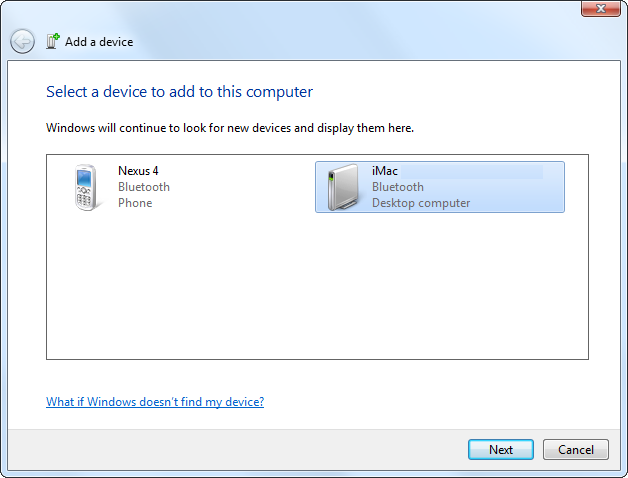 Add a device
Select a device to add to this computer
Windows will continue to look for new devices and display them here.
Nexus 4
Bluetooth
Phone
iMac
Bluetooth
Desktop computer
What if Windows doesn't find my device?
Next
Cancel